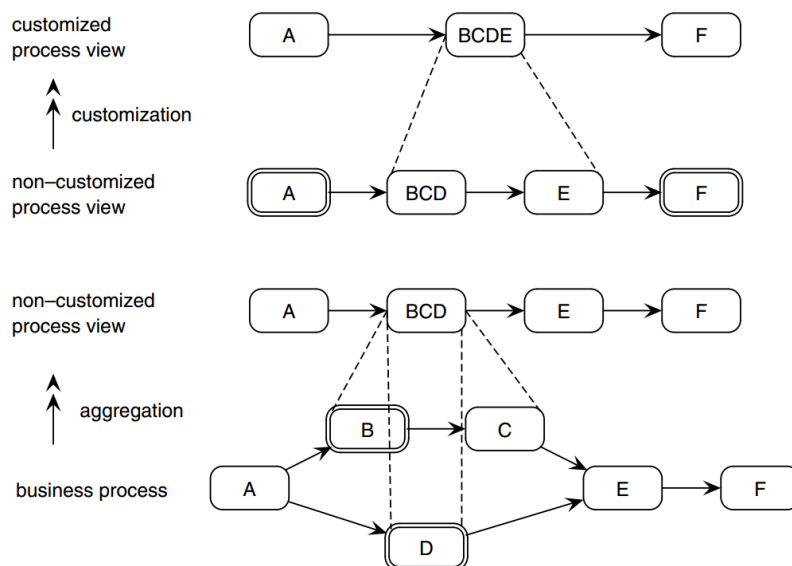 customized
process view
A
BCDE
F
customization
non–customized
process view
A
BCD
E
F
non–customized
process view
A
BCD
E
F
aggregation
B
C
business process
A
E
F
D